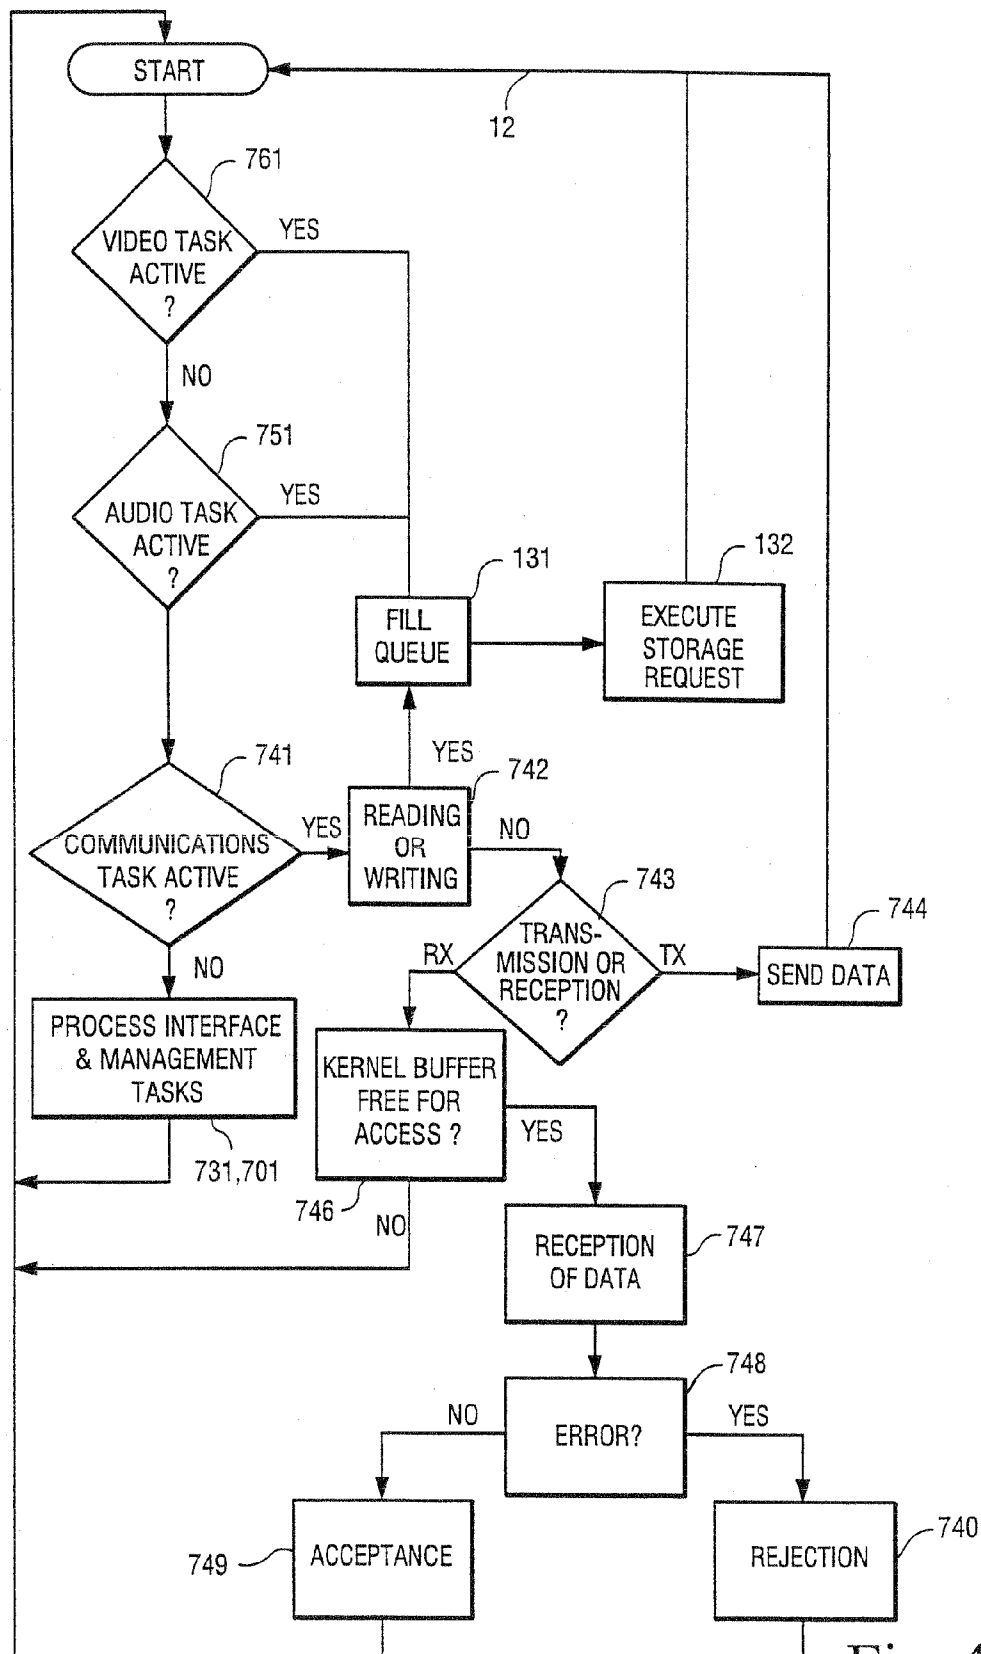 START
12
761
VIDEO TASK
ACTIVE
?
YES
NO
751
AUDIO TASK
ACTIVE
?
YES
131
FILL
QUEUE
132
EXECUTE
STORAGE
REQUEST
741
COMMUNICATIONS
TASK ACTIVE
?
YES
YES
742
READING
OR
WRITING
NO
743
TRANS-
MISSION OR
RECEPTION
?
RX
TX
744
SEND DATA
NO
PROCESS INTERFACE
& MANAGEMENT
TASKS
731,701
KERNEL BUFFER
FREE FOR
ACCESS ?
YES
746
NO
RECEPTION
OF DATA
747
748
ERROR?
NO
YES
749
ACCEPTANCE
REJECTION
740